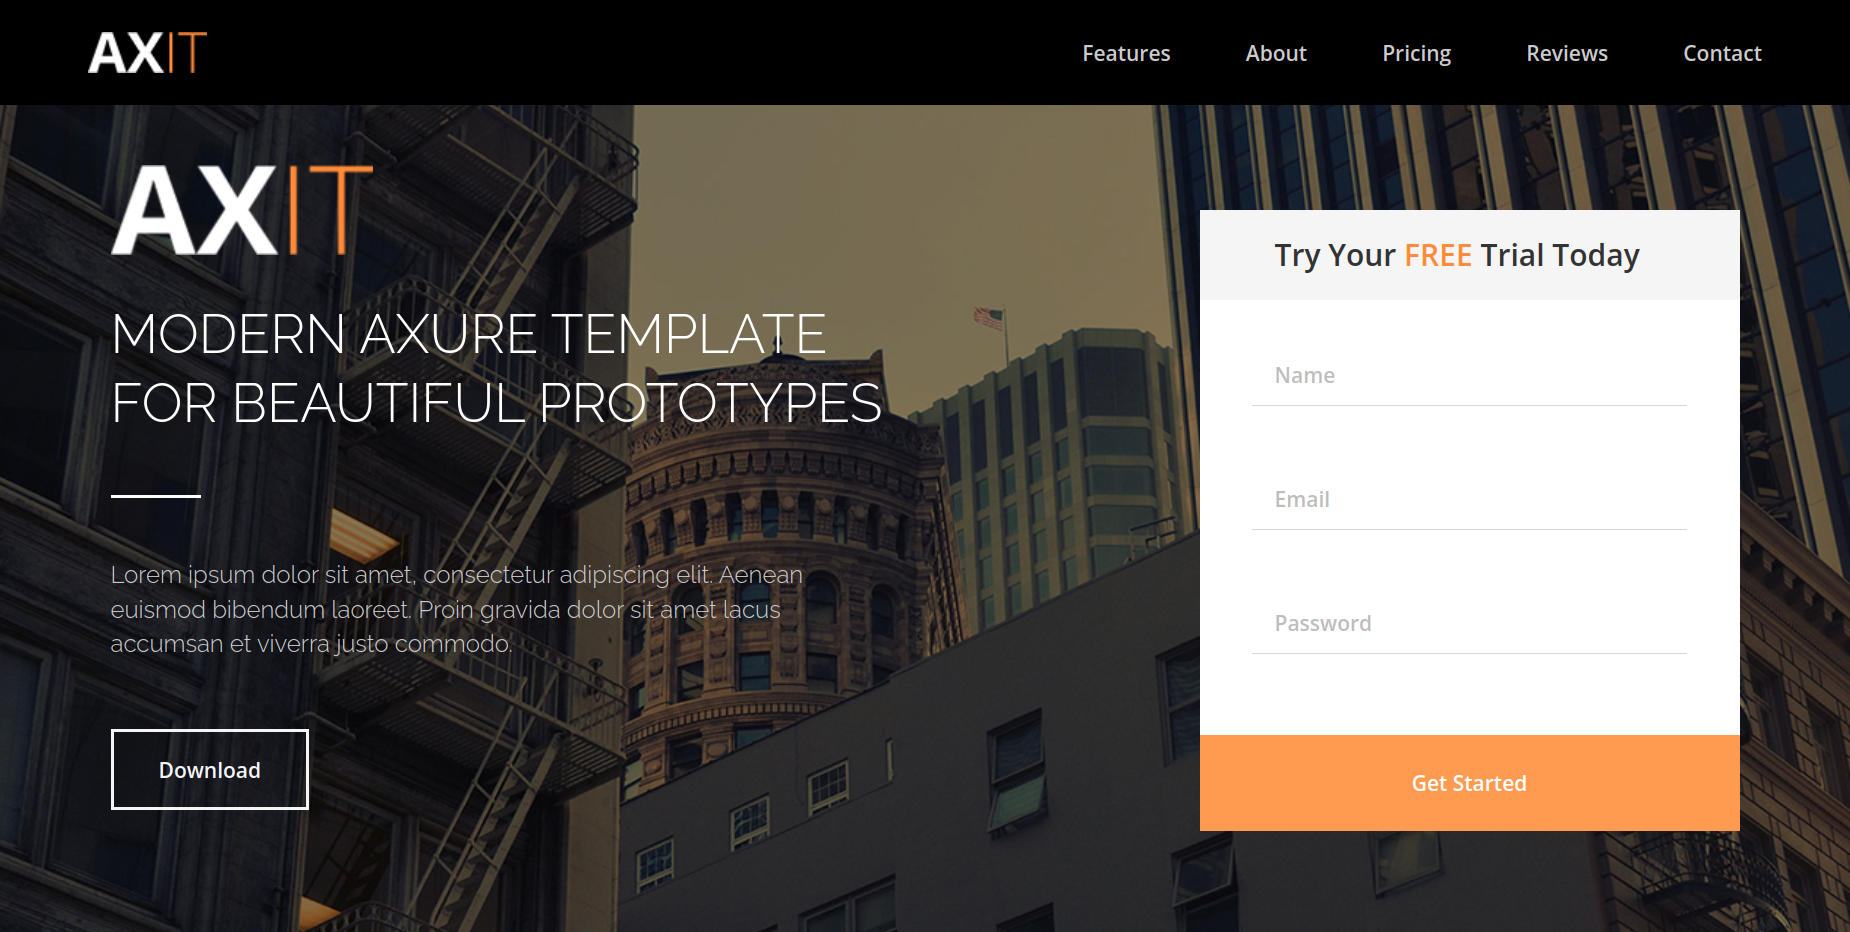 AXIT
Features
About
Pricing
Reviews
Contact
AXIT
MODERN AXURE TEMPLATE
FOR BEAUTIFUL PROTOTYPES
Lorem ipsum dolor sit amet, consectetur adipiscing elit. Aenean
euismod bibendum laoreet. Proin gravida dolor sit amet lacus
accumsan et viverra justo commodo.
Download
Try Your FREE Trial Today
Name
Email
Password
Get Started